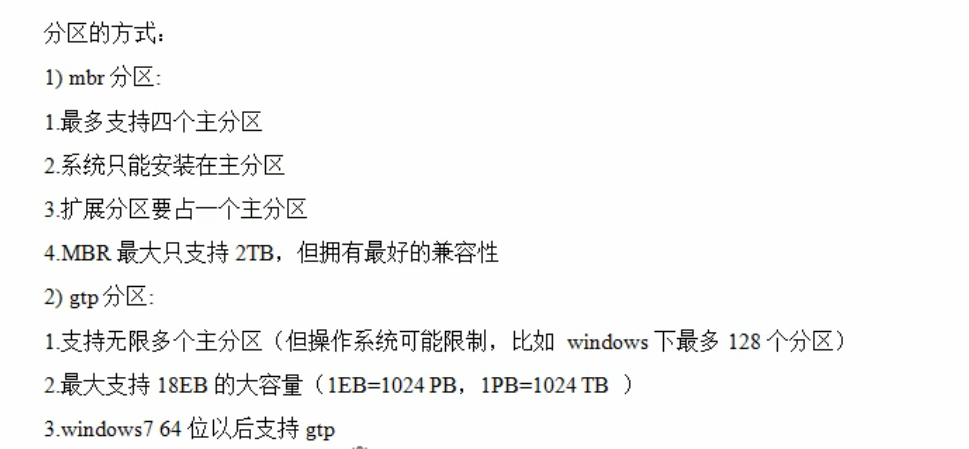 分区的方式：
1) mbr 分区:
1.最多支持四个主分区
2.系统只能安装在主分区
3.扩展分区要占一个主分区
4.MBR 最大只支持 2TB，但拥有最好的兼容性
2) gtp 分区:
1.支持无限多个主分区（但操作系统可能限制，比如 windows 下最多 128 个分区）
2.最大支持 18EB 的大容量（1EB=1024 PB，1PB=1024 TB ）
3.windows7 64 位以后支持 gtp